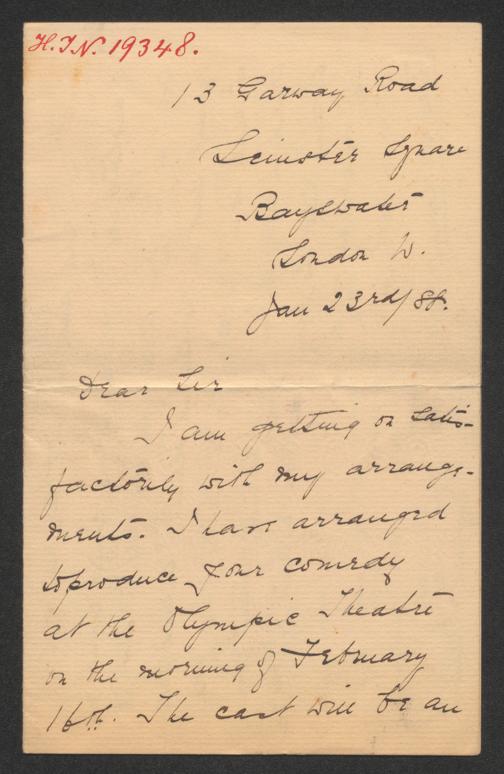 H.I.N. 19348.
13 Garway Road
Leinster Square
Bayswater
London W.
Jan 23rd/88.
Dear Sir
I am getting on satis-
factorily with my arrange-
ments. I have arranged
to produce your comedy
at the Olympic Theatre
on the morning of February
16th. The cast will be an